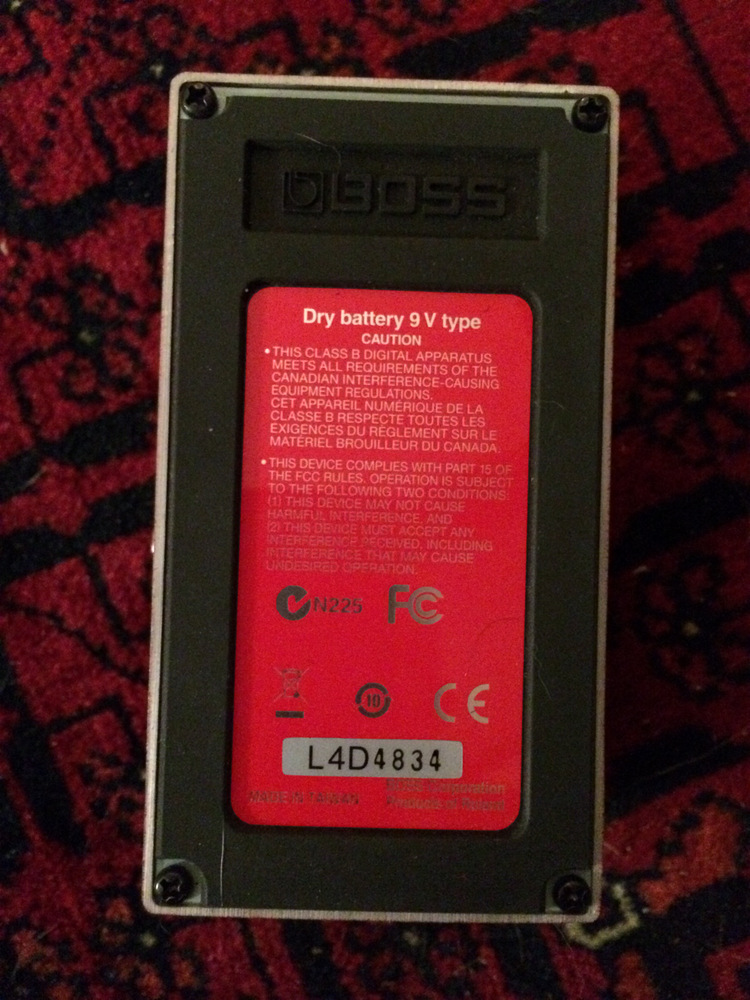 BOSS
Dry battery 9 V type
CAUTION
• THIS CLASS B DIGITAL APPARATUS
MEETS ALL REQUIREMENTS OF THE
CANADIAN INTERFERENCE-CAUSING
EQUIPMENT REGULATIONS.
CET APPAREIL NUMÉRIQUE DE LA
CLASSE B RESPECTE TOUTES LES
EXIGENCES DU RÈGLEMENT SUR LE
MATÉRIEL BROUILLEUR DU CANADA.
• THIS DEVICE COMPLIES WITH PART 15 OF
THE FCC RULES. OPERATION IS SUBJECT
TO THE FOLLOWING TWO CONDITIONS:
(1) THIS DEVICE MAY NOT CAUSE
HARMFUL INTERFERENCE, AND
(2) THIS DEVICE MUST ACCEPT ANY
INTERFERENCE RECEIVED, INCLUDING
INTERFERENCE THAT MAY CAUSE
UNDESIRED OPERATION.
N225 FC
10 CE
L4D4834
MADE IN TAIWAN
BOSS Corporation
Products of Roland